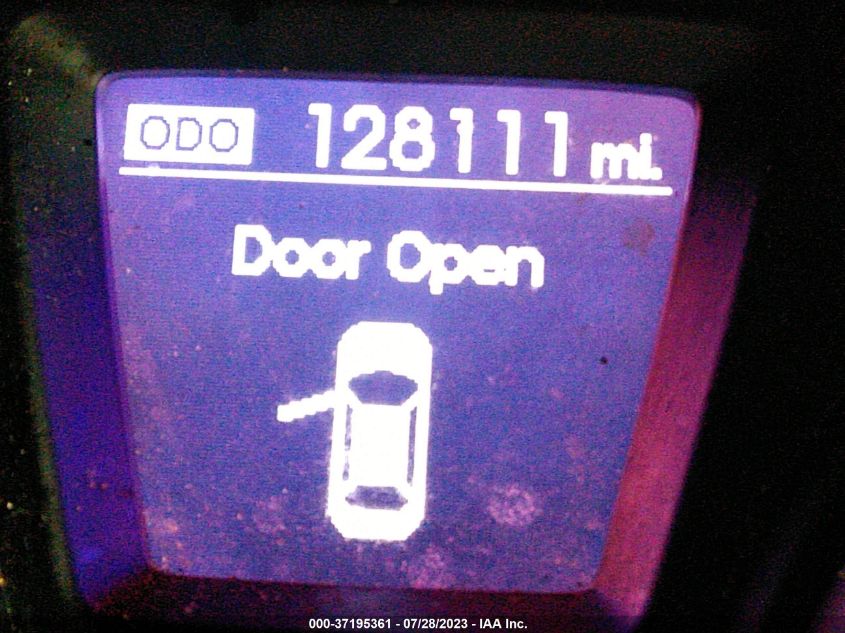 ODO 128111 mi.
Door Open
000-37195361 - 07/28/2023 - IAA Inc.